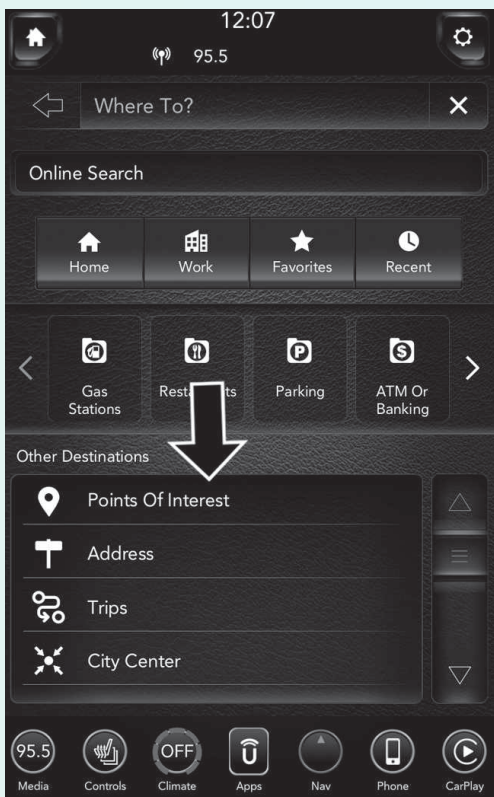 12:07
95.5
Where To?
Online Search
Home Work Favorites Recent
Gas Parking ATM Or
Stations Banking
Other Destinations
Points Of Interest
Address
Trips
City Center
95.5 OFF
Media Controls Climate Apps Nav Phone CarPlay